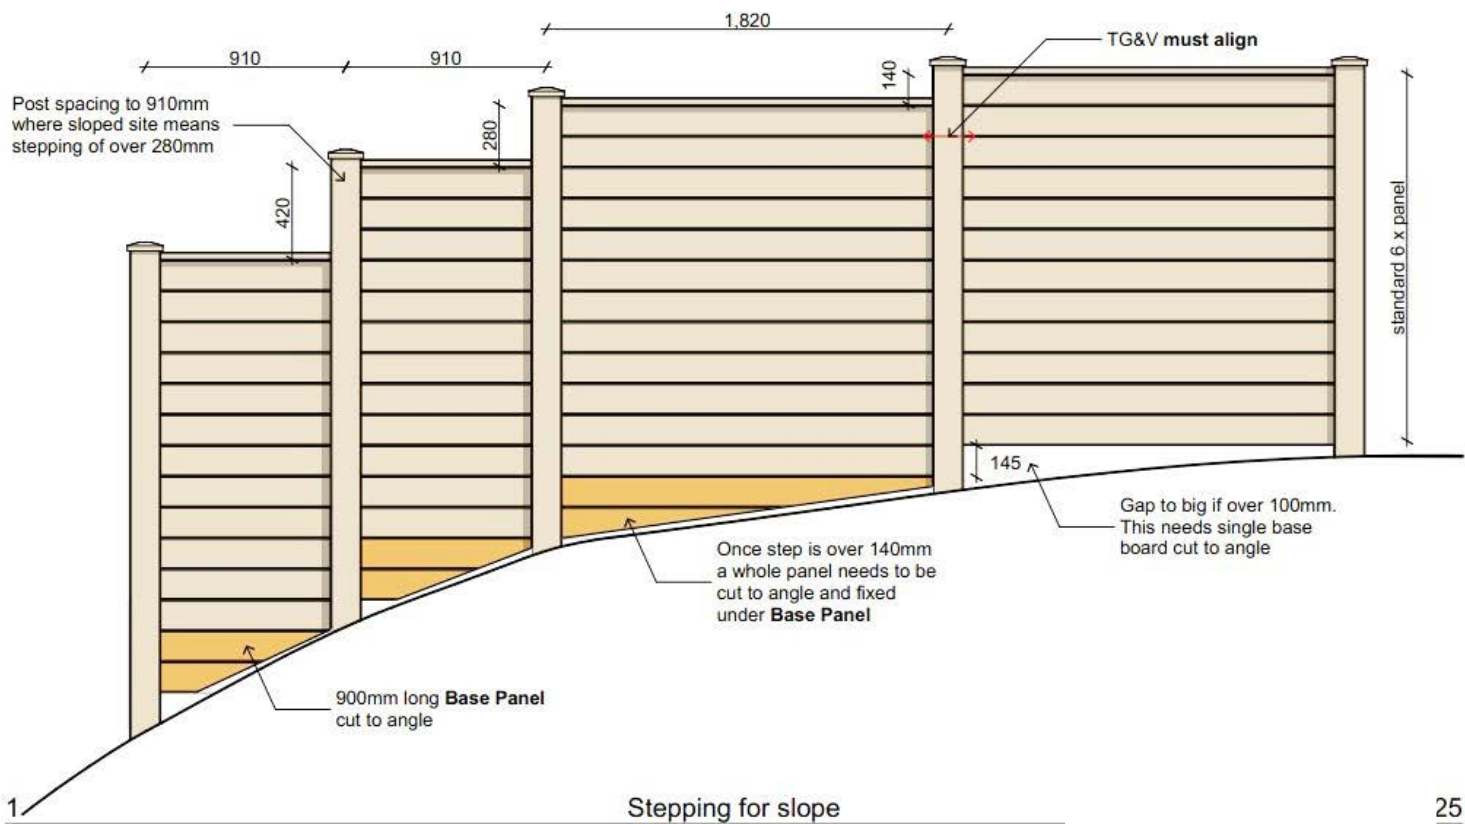 1,820
TG&V must align
910
910
140
Post spacing to 910mm
where sloped site means
stepping of over 280mm
280
420
standard 6 x panel
145
Gap to big if over 100mm.
This needs single base
board cut to angle
Once step is over 140mm
a whole panel needs to be
cut to angle and fixed
under Base Panel
900mm long Base Panel
cut to angle
1
Stepping for slope
25